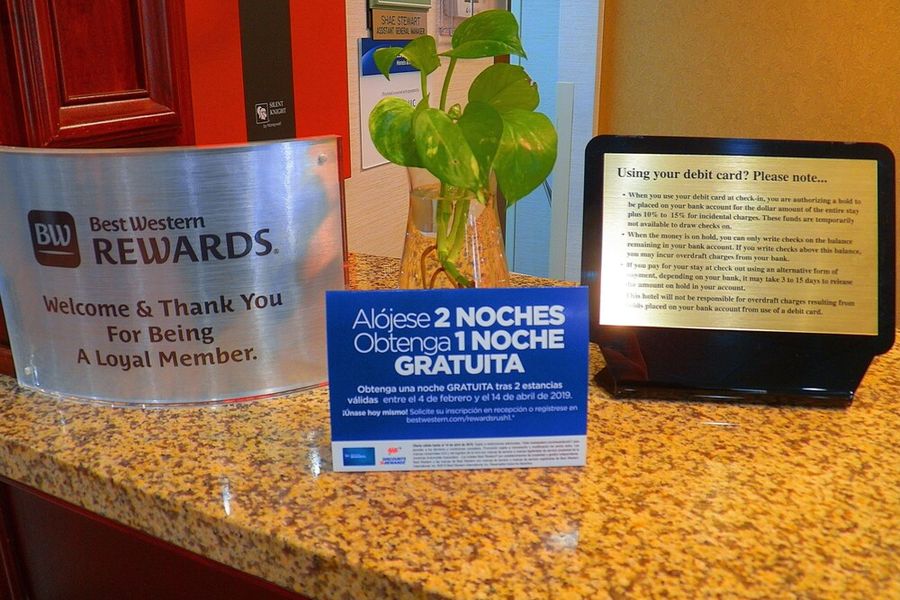 SHAE STEWART
ASSISTANT GENERAL MANAGER
SILENT
KNIGHT
by Honeywell
BW
Best Western
REWARDS®
Welcome & Thank You
For Being
A Loyal Member.
Alójese 2 NOCHES
Obtenga 1 NOCHE
GRATUITA
Obtenga una noche GRATUITA tras 2 estancias
válidas entre el 4 de febrero y el 14 de abril de 2019.
¡Únase hoy mismo! Solicite su inscripción en recepción o regístrese en
bestwestern.com/rewardsrush1.*
DISCOUNTS
REWARDS
Using your debit card? Please note...
• When you use your debit card at check-in, you are authorizing a hold to
be placed on your bank account for the dollar amount of the entire stay
plus 10% to 15% for incidental charges. These funds are temporarily
not available to draw checks on.
• When the money is on hold, you can only write checks on the balance
remaining in your bank account. If you write checks above this balance,
you may incur overdraft charges from your bank.
• If you pay for your stay at check out using an alternative form of
payment, depending on your bank, it may take 3 to 15 days to release
the amount on hold in your account.
This hotel will not be responsible for overdraft charges resulting from
holds placed on your bank account from use of a debit card.